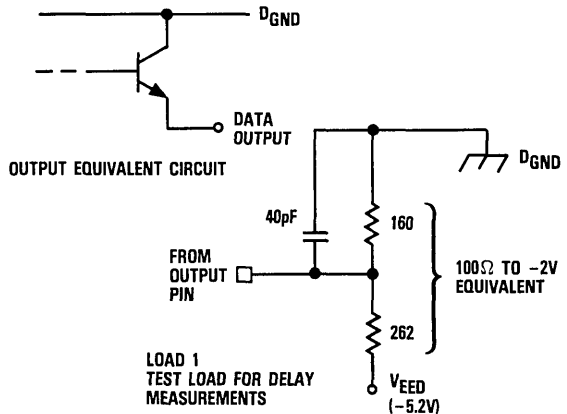 DGND
DATA
OUTPUT
OUTPUT EQUIVALENT CIRCUIT
DGND
40pF
160
FROM
OUTPUT
PIN
100Ω TO −2V
EQUIVALENT
262
LOAD 1
TEST LOAD FOR DELAY
MEASUREMENTS
VEED
(−5.2V)